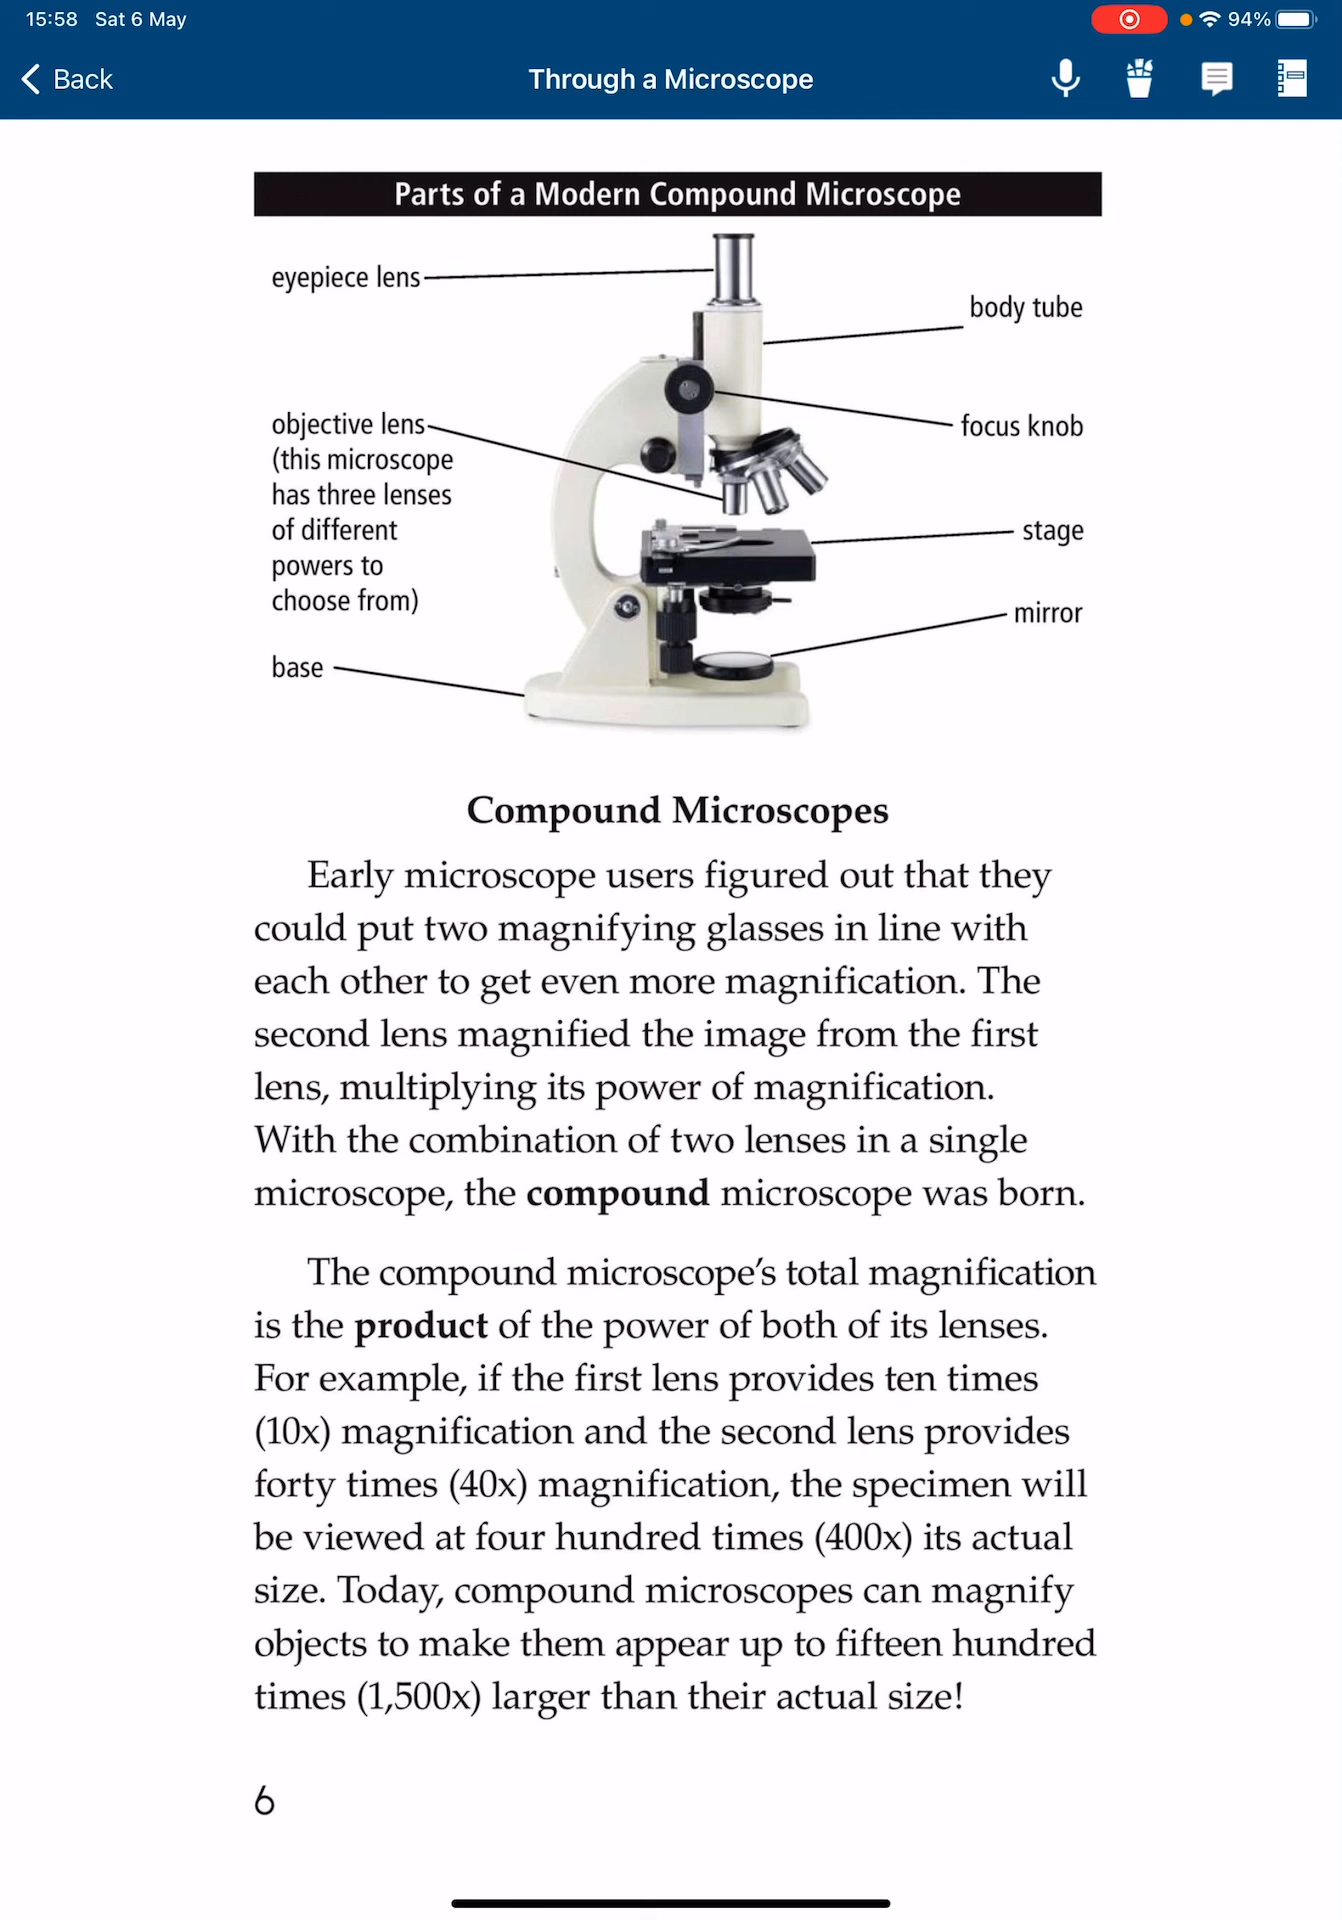 15:58 Sat 6 May
94%
Back
Through a Microscope
Parts of a Modern Compound Microscope
eyepiece lens
body tube
objective lens
(this microscope
has three lenses
of different
powers to
choose from)
focus knob
stage
mirror
base
Compound Microscopes
Early microscope users figured out that they
could put two magnifying glasses in line with
each other to get even more magnification. The
second lens magnified the image from the first
lens, multiplying its power of magnification.
With the combination of two lenses in a single
microscope, the compound microscope was born.
The compound microscope’s total magnification
is the product of the power of both of its lenses.
For example, if the first lens provides ten times
(10x) magnification and the second lens provides
forty times (40x) magnification, the specimen will
be viewed at four hundred times (400x) its actual
size. Today, compound microscopes can magnify
objects to make them appear up to fifteen hundred
times (1,500x) larger than their actual size!
6